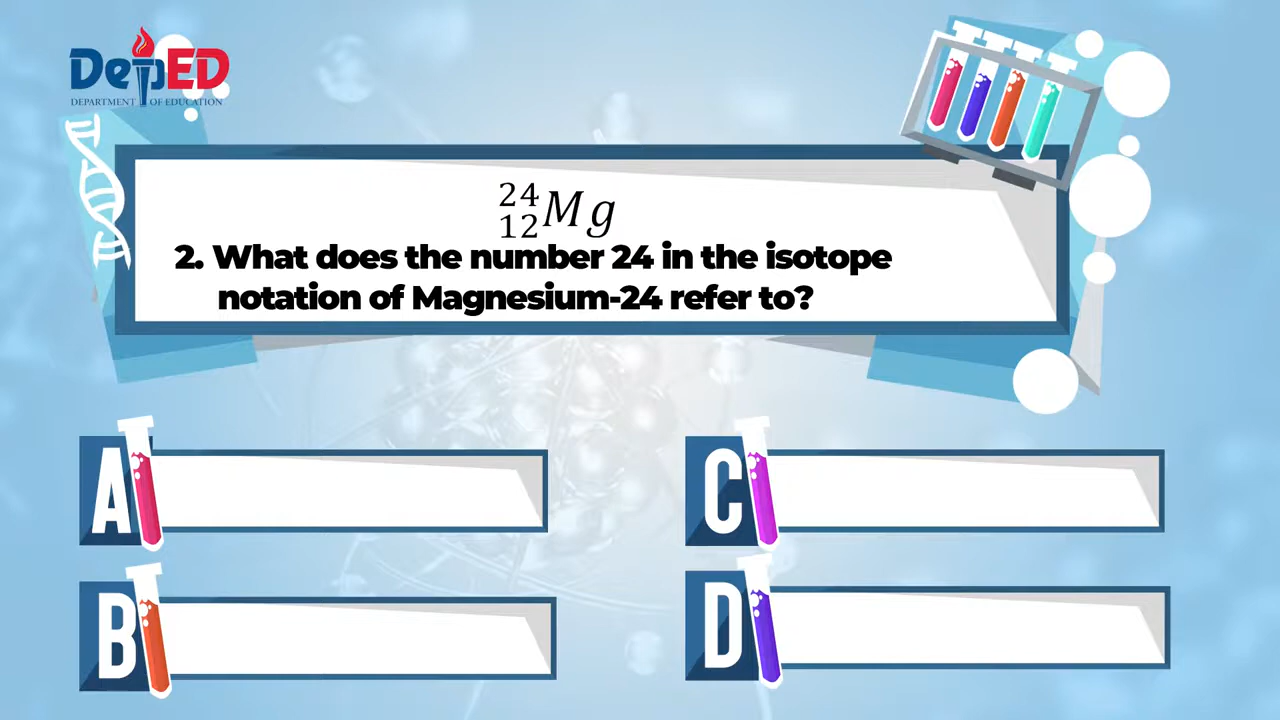 DepED
DEPARTMENT OF EDUCATION
24
12 Mg
2. What does the number 24 in the isotope
notation of Magnesium-24 refer to?
A
B
C
D